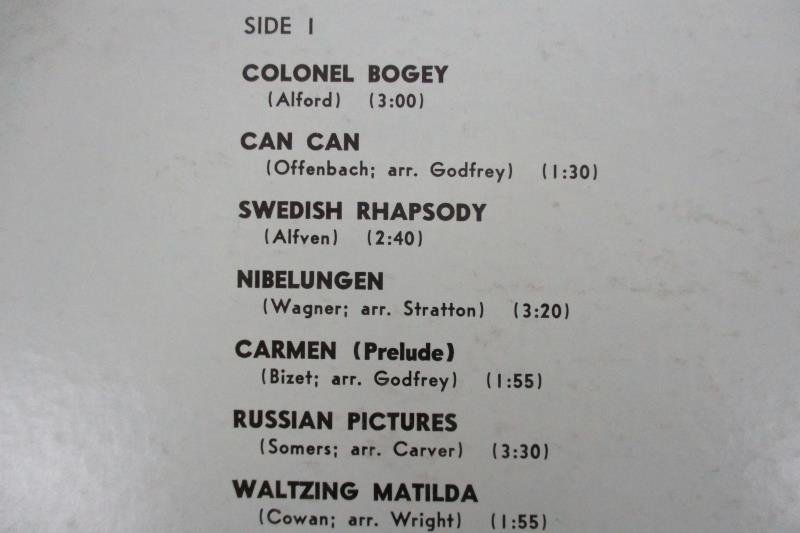 SIDE 1
COLONEL BOGEY
(Alford) (3:00)
CAN CAN
(Offenbach; arr. Godfrey) (1:30)
SWEDISH RHAPSODY
(Alfven) (2:40)
NIBELUNGEN
(Wagner; arr. Stratton) (3:20)
CARMEN (Prelude)
(Bizet; arr. Godfrey) (1:55)
RUSSIAN PICTURES
(Somers; arr. Carver) (3:30)
WALTZING MATILDA
(Cowan; arr. Wright) (1:55)